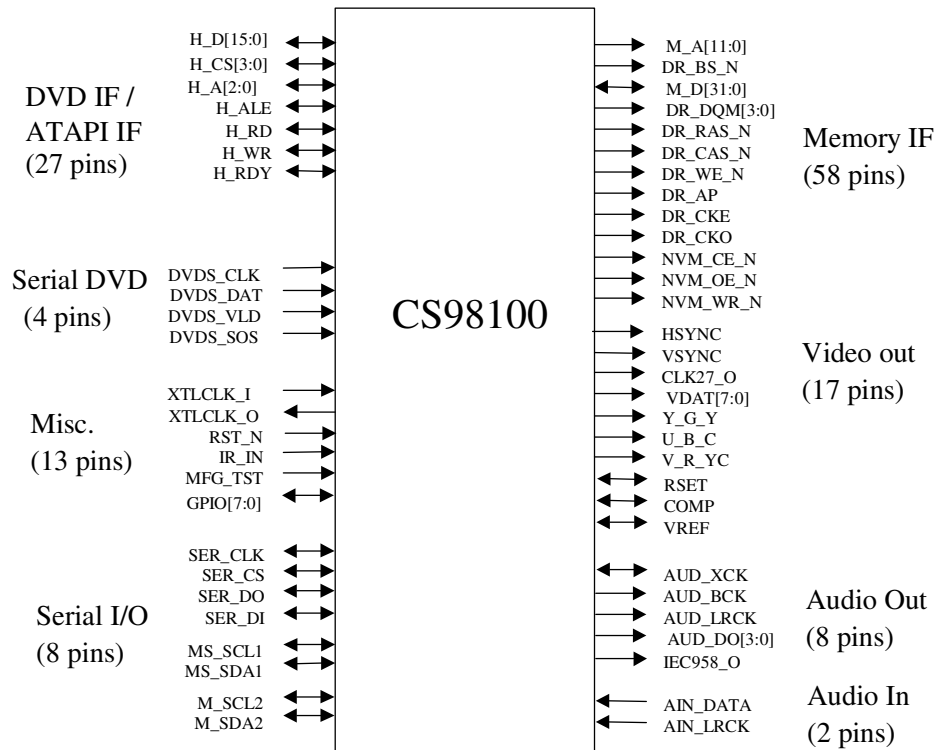 DVD IF /
ATAPI IF
(27 pins)
H_D[15:0]
H_CS[3:0]
H_A[2:0]
H_ALE
H_RD
H_WR
H_RDY
Serial DVD
(4 pins)
DVDS_CLK
DVDS_DAT
DVDS_VLD
DVDS_SOS
Misc.
(13 pins)
XTLCLK_I
XTLCLK_O
RST_N
IR_IN
MFG_TST
GPIO[7:0]
Serial I/O
(8 pins)
SER_CLK
SER_CS
SER_DO
SER_DI
MS_SCL1
MS_SDA1
M_SCL2
M_SDA2
CS98100
M_A[11:0]
DR_BS_N
M_D[31:0]
DR_DQM[3:0]
DR_RAS_N
DR_CAS_N
DR_WE_N
DR_AP
DR_CKE
DR_CKO
NVM_CE_N
NVM_OE_N
NVM_WR_N
Memory IF
(58 pins)
HSYNC
VSYNC
CLK27_O
VDAT[7:0]
Y_G_Y
U_B_C
V_R_YC
RSET
COMP
VREF
Video out
(17 pins)
AUD_XCK
AUD_BCK
AUD_LRCK
AUD_DO[3:0]
IEC958_O
Audio Out
(8 pins)
AIN_DATA
AIN_LRCK
Audio In
(2 pins)